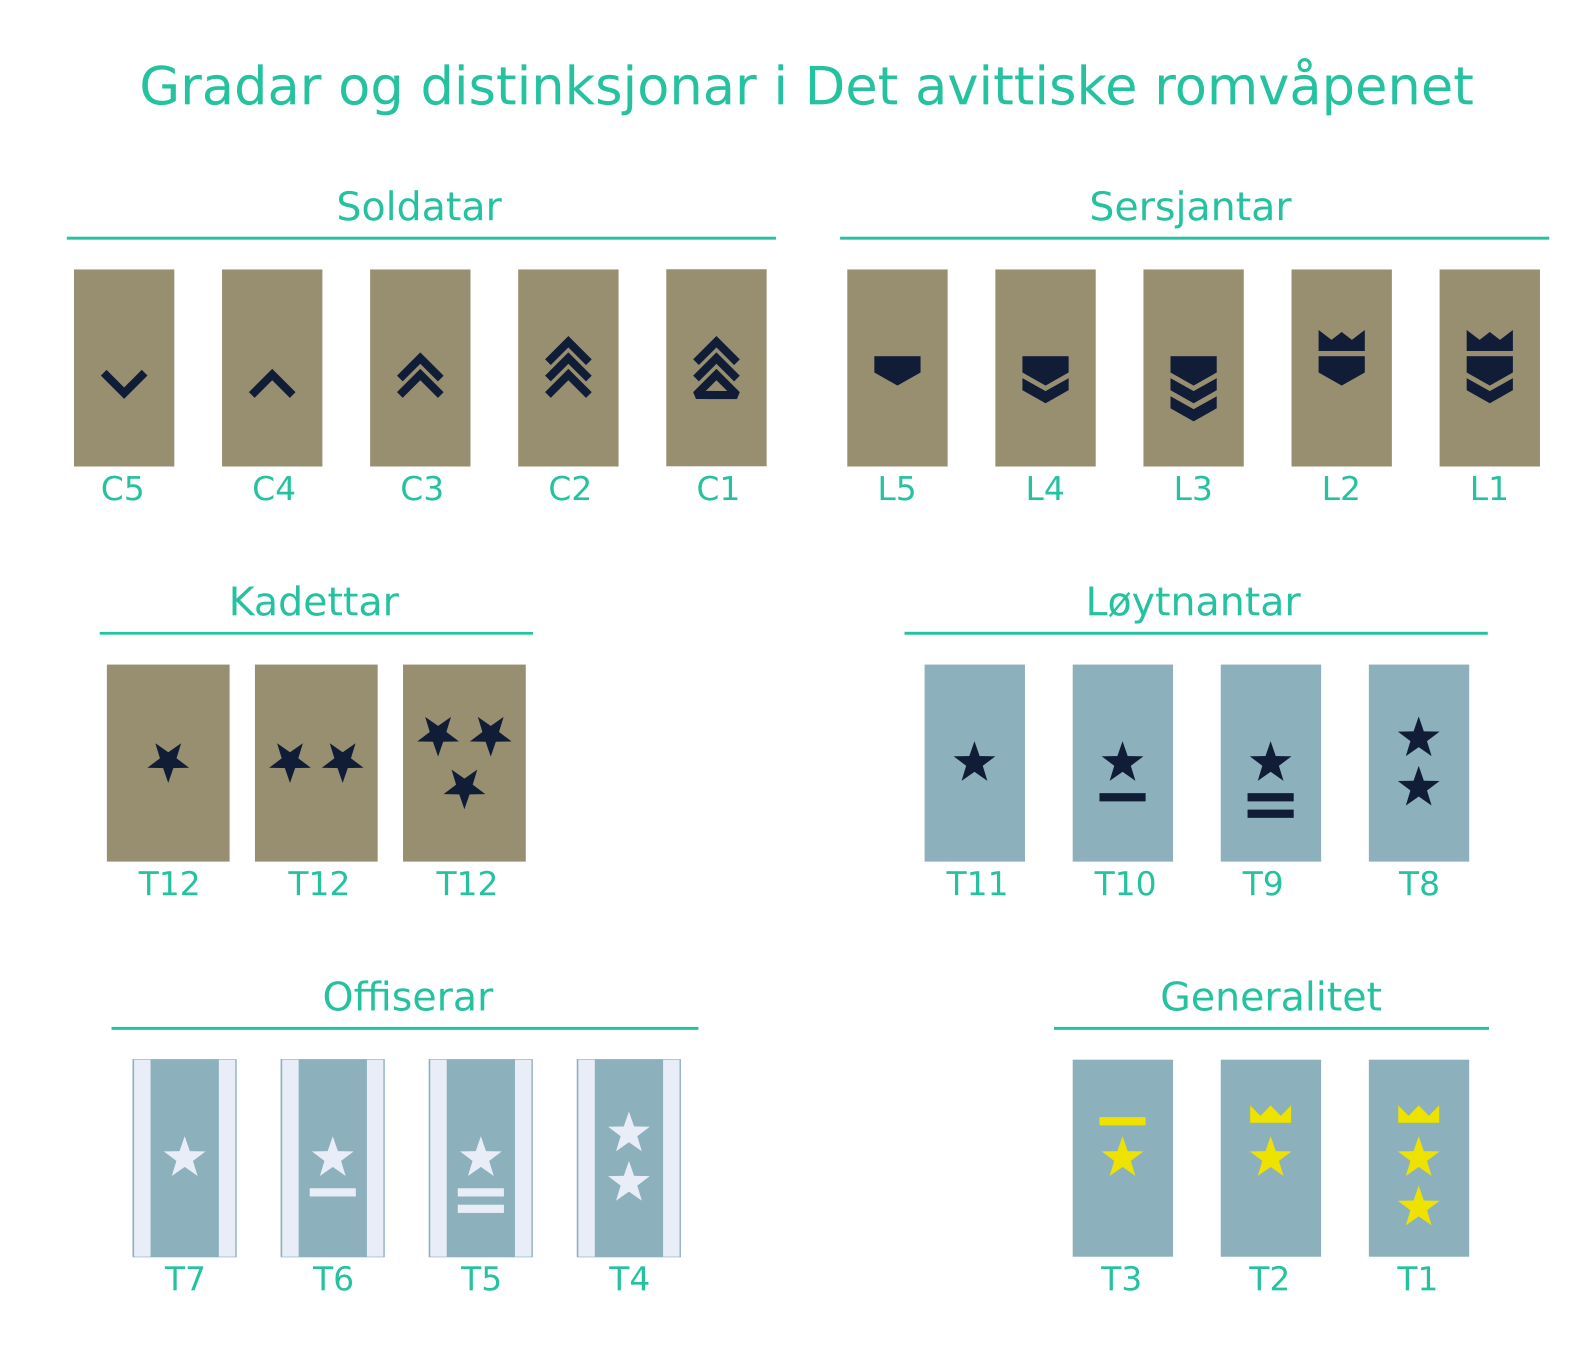 Gradar og distinksjonar i Det avittiske romvåpenet
Soldatar
C5 C4 C3 C2 C1
Sersjantar
L5 L4 L3 L2 L1
Kadettar
T12 T12 T12
Løytnantar
T11 T10 T9 T8
Offiserar
T7 T6 T5 T4
Generalitet
T3 T2 T1